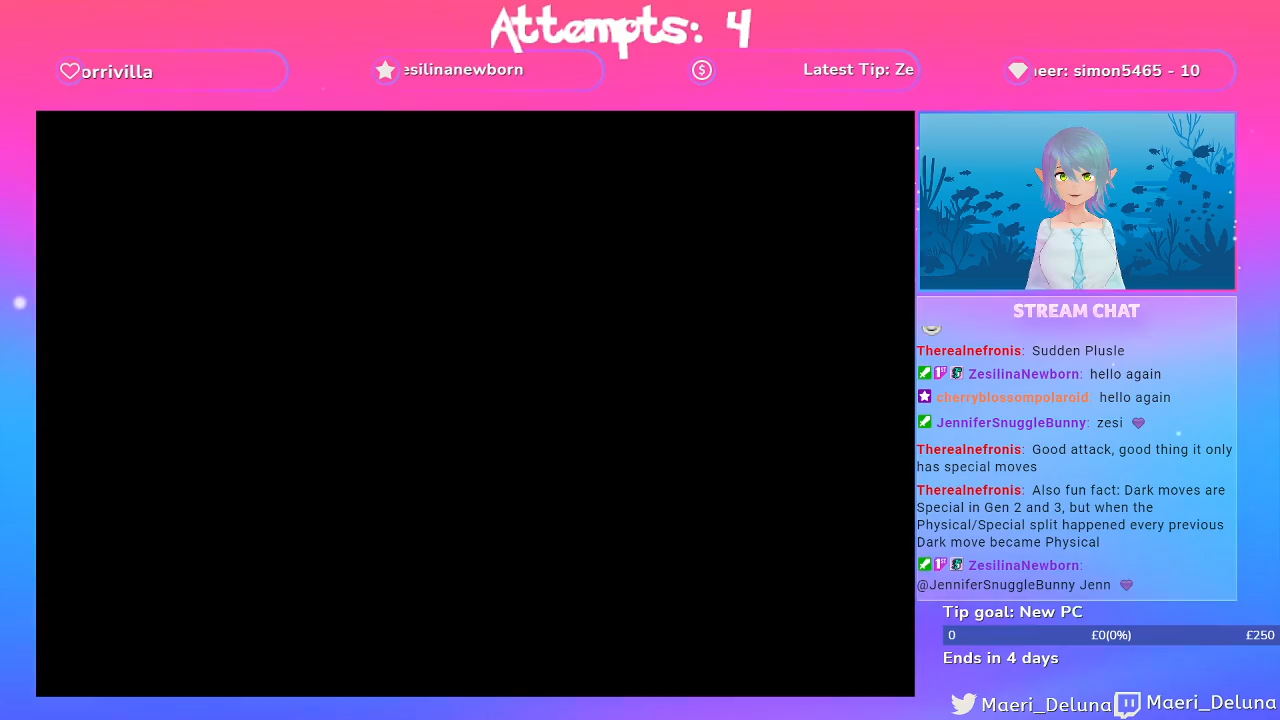 Attempts: 4
orrivilla
esilinanewborn
Latest Tip: Ze
eer: simon5465 - 10
STREAM CHAT
Therealnefronis: Sudden Plusle
ZesilinaNewborn: hello again
cherryblossompolaroid: hello again
JenniferSnuggleBunny: zesi
Therealnefronis: Good attack, good thing it only
has special moves
Therealnefronis: Also fun fact: Dark moves are
Special in Gen 2 and 3, but when the
Physical/Special split happened every previous
Dark move became Physical
ZesilinaNewborn:
@JenniferSnuggleBunny Jenn
Tip goal: New PC
0 £0(0%) £250
Ends in 4 days
Maeri_Deluna Maeri_Deluna